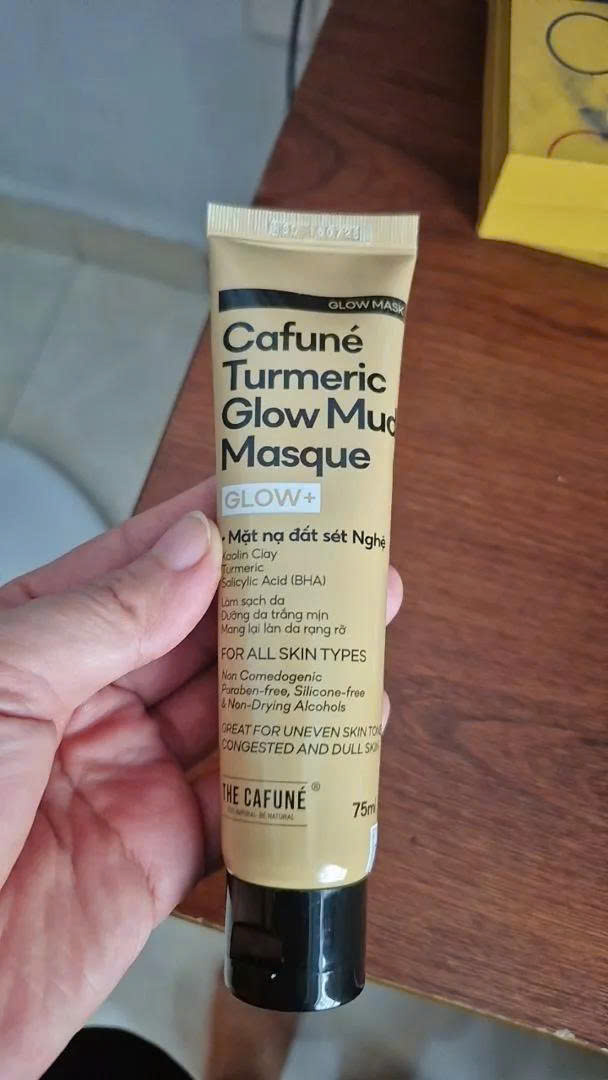 GLOW MASK
Cafuné
Turmeric
Glow Mud
Masque
GLOW+
• Mặt nạ đất sét Nghệ
Kaolin Clay
Turmeric
Salicylic Acid (BHA)
Làm sạch da
Dưỡng da trắng mịn
Mang lại làn da rạng rỡ
FOR ALL SKIN TYPES
Non Comedogenic
Paraben-free, Silicone-free
& Non-Drying Alcohols
GREAT FOR UNEVEN SKIN TONE
CONGESTED AND DULL SKIN
THE CAFUNÉ®
BE NATURAL
75ml